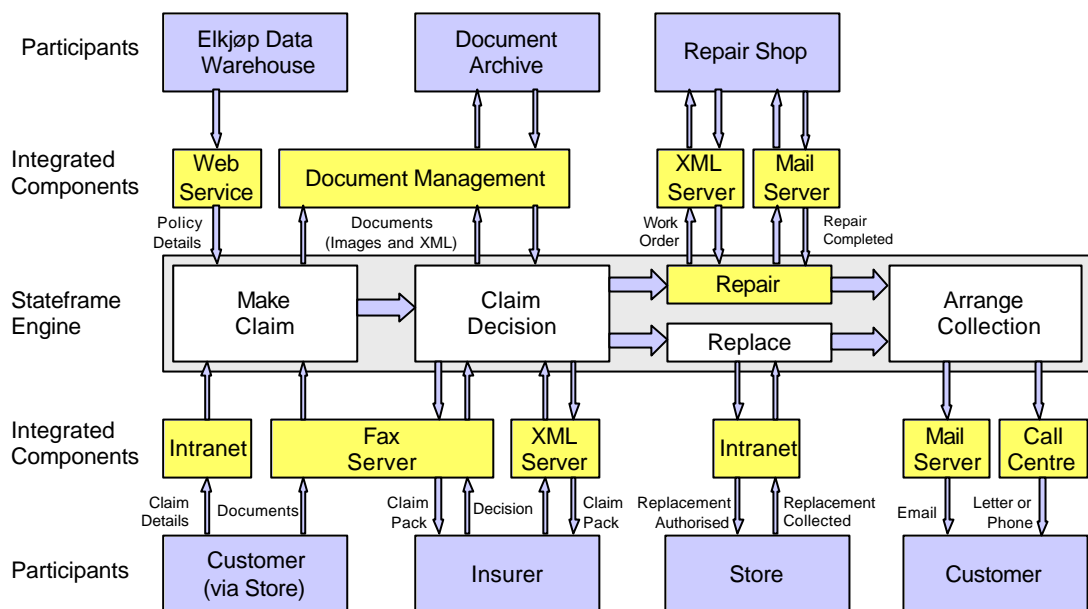 Participants
Elkjøp Data
Warehouse
Document
Archive
Repair Shop
Integrated
Components
Web
Service
Document Management
XML
Server
Mail
Server
Policy
Details
Documents
(Images and XML)
Work
Order
Repair
Completed
Stateframe
Engine
Make
Claim
Claim
Decision
Repair
Replace
Arrange
Collection
Integrated
Components
Intranet
Fax
Server
XML
Server
Intranet
Mail
Server
Call
Centre
Claim
Details
Documents
Claim
Pack
Decision
Claim
Pack
Replacement
Authorised
Replacement
Collected
Email
Letter or
Phone
Participants
Customer
(via Store)
Insurer
Store
Customer